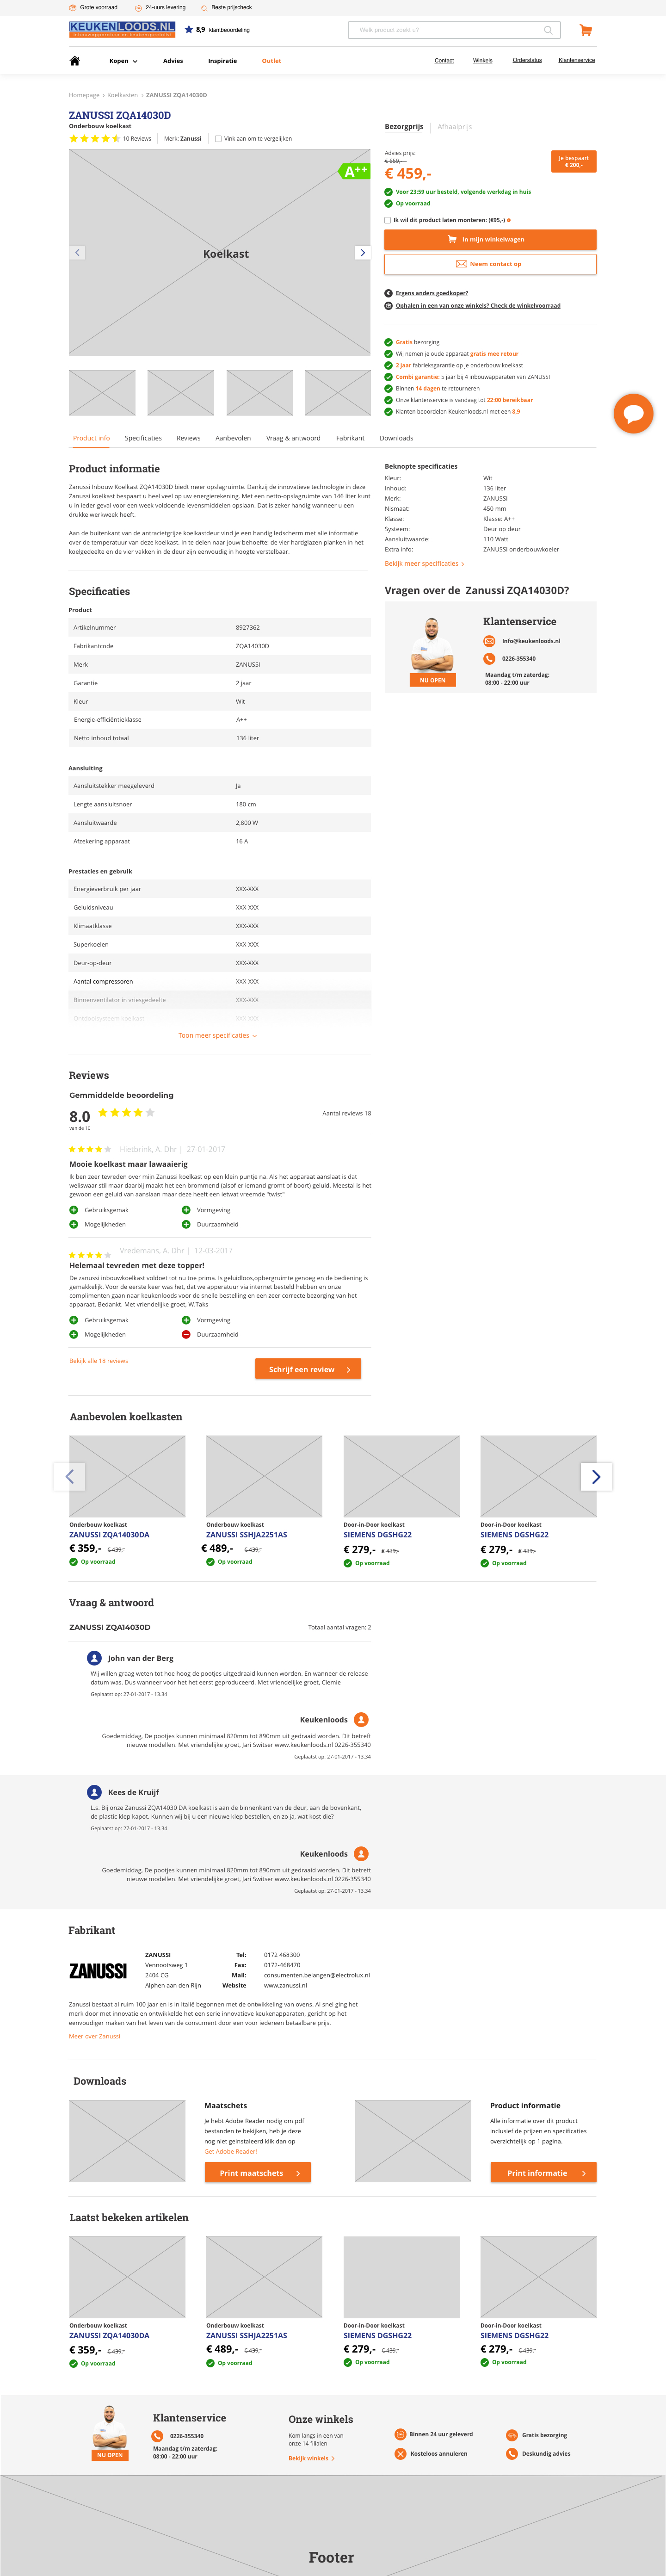 Grote voorraad
24-uurs levering
Beste prijscheck
KEUKENLOODS.NL
8,9 klantbeoordeling
Welk product zoekt u?
Kopen
Advies
Inspiratie
Outlet
Contact
Winkels
Orderstatus
Klantenservice
Homepage > Koelkasten > ZANUSSI ZQA14030D
ZANUSSI ZQA14030D
Onderbouw koelkast
10 Reviews
Merk: Zanussi
Vink aan om te vergelijken
A++
Koelkast
Bezorgprijs
Afhaalprijs
Advies prijs:
€ 659,-
€ 459,-
Je bespaart
€ 200,-
Voor 23:59 uur besteld, volgende werkdag in huis
Op voorraad
Ik wil dit product laten monteren: (€95,-)
In mijn winkelwagen
Neem contact op
Ergens anders goedkoper?
Ophalen in een van onze winkels? Check de winkelvoorraad
Gratis bezorging
Wij nemen je oude apparaat gratis mee retour
2 jaar fabrieksgarantie op je onderbouw koelkast
Combi garantie: 5 jaar bij 4 inbouwapparaten van ZANUSSI
Binnen 14 dagen te retourneren
Onze klantenservice is vandaag tot 22:00 bereikbaar
Klanten beoordelen Keukenloods.nl met een 8,9
Product info
Specificaties
Reviews
Aanbevolen
Vraag & antwoord
Fabrikant
Downloads
Product informatie
Zanussi Inbouw Koelkast ZQA14030D biedt meer opslagruimte. Dankzij de innovatieve technologie in deze
Zanussi koelkast bespaart u heel veel op uw energierekening. Met een netto-opslagruimte van 146 liter kunt
u in ieder geval voor een week voldoende levensmiddelen opslaan. Dat is zeker handig wanneer u een
drukke werkweek heeft.
Aan de buitenkant van de antracietgrijze koelkastdeur vind je een handig ledscherm met alle informatie
over de temperatuur van deze koelkast. In te delen naar jouw behoefte: de vier hardglazen planken in het
koelgedeelte en de vier vakken in de deur zijn eenvoudig in hoogte verstelbaar.
Beknopte specificaties
Kleur: Wit
Inhoud: 136 liter
Merk: ZANUSSI
Nismaat: 450 mm
Klasse: Klasse: A++
Systeem: Deur op deur
Aansluitwaarde: 110 Watt
Extra info: ZANUSSI onderbouwkoeler
Bekijk meer specificaties
Vragen over de Zanussi ZQA14030D?
Klantenservice
Info@keukenloods.nl
0226-355340
Maandag t/m zaterdag:
08:00 - 22:00 uur
NU OPEN
Specificaties
Product
Artikelnummer 8927362
Fabrikantcode ZQA14030D
Merk ZANUSSI
Garantie 2 jaar
Kleur Wit
Energie-efficiëntieklasse A++
Netto inhoud totaal 136 liter
Aansluiting
Aansluitstekker meegeleverd Ja
Lengte aansluitsnoer 180 cm
Aansluitwaarde 2,800 W
Afzekering apparaat 16 A
Prestaties en gebruik
Energieverbruik per jaar XXX-XXX
Geluidsniveau XXX-XXX
Klimaatklasse XXX-XXX
Superkoelen XXX-XXX
Deur-op-deur XXX-XXX
Aantal compressoren XXX-XXX
Binnenventilator in vriesgedeelte XXX-XXX
Toon meer specificaties
Reviews
Gemmiddelde beoordeling
8.0
van de 10
Aantal reviews 18
Hietbrink, A. Dhr | 27-01-2017
Mooie koelkast maar lawaaierig
Ik ben zeer tevreden over mijn Zanussi koelkast op een klein puntje na. Als het apparaat aanslaat is dat
weliswaar stil maar daarbij maakt het een brommend (alsof er iemand gromt of boort) geluid. Meestal is het
gewoon een geluid van aanslaan maar deze heeft een ietwat vreemde "twist"
Gebruiksgemak
Vormgeving
Mogelijkheden
Duurzaamheid
Vredemans, A. Dhr | 12-03-2017
Helemaal tevreden met deze topper!
De zanussi inbouwkoelkast voldoet tot nu toe prima. Is geluidloos,opbergruimte genoeg en de bediening is
gemakkelijk. Voor de eerste keer was het, dat we apperatuur via internet besteld hebben en onze
complimenten gaan naar keukenloods voor de snelle bestelling en een zeer correcte bezorging van het
apparaat. Bedankt. Met vriendelijke groet, W.Taks
Gebruiksgemak
Vormgeving
Mogelijkheden
Duurzaamheid
Bekijk alle 18 reviews
Schrijf een review
Aanbevolen koelkasten
Onderbouw koelkast
ZANUSSI ZQA14030DA
€ 359,- € 439,-
Op voorraad
Onderbouw koelkast
ZANUSSI SSHJA2251AS
€ 489,- € 439,-
Op voorraad
Door-in-Door koelkast
SIEMENS DGSHG22
€ 279,- € 439,-
Op voorraad
Door-in-Door koelkast
SIEMENS DGSHG22
€ 279,- € 439,-
Op voorraad
Vraag & antwoord
ZANUSSI ZQA14030D
Totaal aantal vragen: 2
John van der Berg
Wij willen graag weten tot hoe hoog de pootjes uitgedraaid kunnen worden. En wanneer de release
datum was. Dus wanneer voor het het eerst geproduceerd. Met vriendelijke groet, Clemie
Geplaatst op: 27-01-2017 - 13.34
Keukenloods
Goedemiddag, De pootjes kunnen minimaal 820mm tot 890mm uit gedraaid worden. Dit betreft
nieuwe modellen. Met vriendelijke groet, Jari Switser www.keukenloods.nl 0226-355340
Geplaatst op: 27-01-2017 - 13.34
Kees de Kruijf
L.s. Bij onze Zanussi ZQA14030 DA koelkast is aan de binnenkant van de deur, aan de bovenkant,
de plastic klep kapot. Kunnen wij bij u een nieuwe klep bestellen, en zo ja, wat kost die?
Geplaatst op: 27-01-2017 - 13.34
Keukenloods
Goedemiddag, De pootjes kunnen minimaal 820mm tot 890mm uit gedraaid worden. Dit betreft
nieuwe modellen. Met vriendelijke groet, Jari Switser www.keukenloods.nl 0226-355340
Geplaatst op: 27-01-2017 - 13.34
Fabrikant
ZANUSSI
ZANUSSI
Vennootsweg 1
2404 CG
Alphen aan den Rijn
Tel: 0172 468300
Fax: 0172-468470
Mail: consumenten.belangen@electrolux.nl
Website www.zanussi.nl
Zanussi bestaat al ruim 100 jaar en is in Italië begonnen met de ontwikkeling van ovens. Al snel ging het
merk door met innovatie en ontwikkelde het een serie innovatieve keukenapparaten, gericht op het
eenvoudiger maken van het leven van de consument door een voor iedereen betaalbare prijs.
Meer over Zanussi
Downloads
Maatschets
Je hebt Adobe Reader nodig om pdf
bestanden te bekijken, heb je deze
nog niet geinstaleerd klik dan op
Get Adobe Reader!
Print maatschets
Product informatie
Alle informatie over dit product
inclusief de prijzen en specificaties
overzichtelijk op 1 pagina.
Print informatie
Laatst bekeken artikelen
Onderbouw koelkast
ZANUSSI ZQA14030DA
€ 359,- € 439,-
Op voorraad
Onderbouw koelkast
ZANUSSI SSHJA2251AS
€ 489,- € 439,-
Op voorraad
Door-in-Door koelkast
SIEMENS DGSHG22
€ 279,- € 439,-
Op voorraad
Door-in-Door koelkast
SIEMENS DGSHG22
€ 279,- € 439,-
Op voorraad
NU OPEN
Klantenservice
0226-355340
Maandag t/m zaterdag:
08:00 - 22:00 uur
Onze winkels
Kom langs in een van
onze 14 filialen
Bekijk winkels
Binnen 24 uur geleverd
Kosteloos annuleren
Gratis bezorging
Deskundig advies
Footer